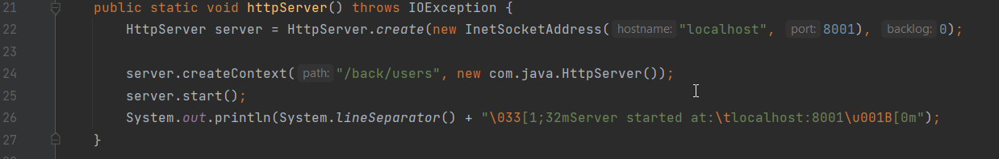 21 public static void httpServer() throws IOException {
22 HttpServer server = HttpServer.create(new InetSocketAddress( hostname: "localhost", port: 8001), backlog: 0);
23
24 server.createContext( path: "/back/users", new com.java.HttpServer());
25 server.start();
26 System.out.println(System.lineSeparator() + "\033[1;32mServer started at:\tlocalhost:8001\u001B[0m");
27 }